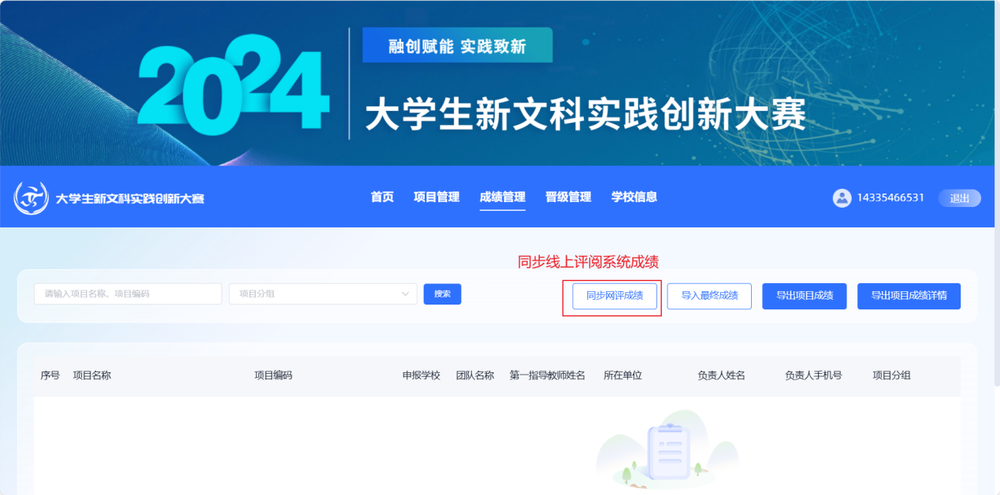 2024
融创赋能 实践致新
大学生新文科实践创新大赛
大学生新文科实践创新大赛 首页 项目管理 成绩管理 晋级管理 学校信息 14335466531 退出
同步线上评阅系统成绩
请输入项目名称、项目编码 项目分组 搜索 同步网评成绩 导入最终成绩 导出项目成绩 导出项目成绩详情
序号 项目名称 项目编码 申报学校 团队名称 第一指导教师姓名 所在单位 负责人姓名 负责人手机号 项目分组